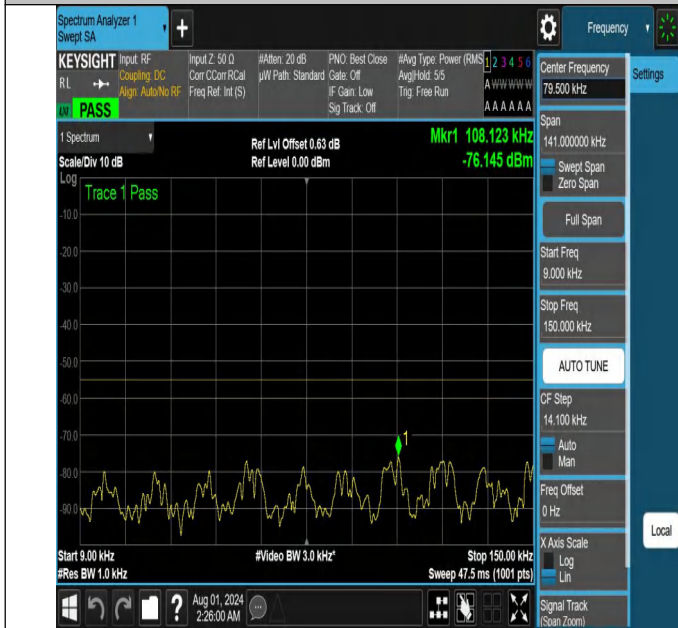 Spectrum Analyzer 1
Swept SA
+
Frequency
KEYSIGHT
RL
LXI
PASS
Input: RF
Coupling: DC
Align: Auto/No RF
Input Z: 50 Ω
Corr CCorr RCal
Freq Ref: Int (S)
#Atten: 20 dB
µW Path: Standard
PNO: Best Close
Gate: Off
IF Gain: Low
Sig Track: Off
#Avg Type: Power (RMS
Avg|Hold: 5/5
Trig: Free Run
1 2 3 4 5 6
A W W W W W
A A A A A A
1 Spectrum
Scale/Div 10 dB
Ref Lvl Offset 0.63 dB
Ref Level 0.00 dBm
Mkr1 108.123 kHz
-76.145 dBm
Log
Trace 1 Pass
-10.0
-20.0
-30.0
-40.0
-50.0
-60.0
-70.0
-80.0
-90.0
1
Start 9.00 kHz
#Res BW 1.0 kHz
#Video BW 3.0 kHz*
Stop 150.00 kHz
Sweep 47.5 ms (1001 pts)
Center Frequency
79.500 kHz
Settings
Span
141.000000 kHz
Swept Span
Zero Span
Full Span
Start Freq
9.000 kHz
Stop Freq
150.000 kHz
AUTO TUNE
CF Step
14.100 kHz
Auto
Man
Freq Offset
0 Hz
X Axis Scale
Log
Lin
Local
Signal Track
(Span Zoom)
?
Aug 01, 2024
2:26:00 AM